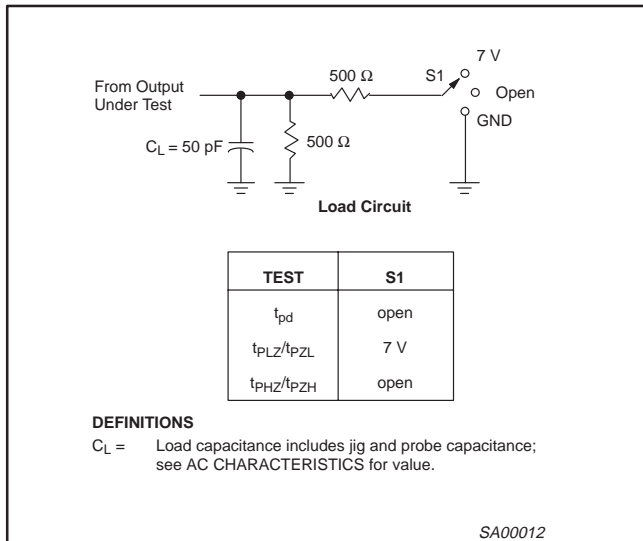 7 V
500 Ω
S1
From Output
Under Test
Open
GND
C_L = 50 pF
500 Ω
Load Circuit
TEST S1
t_pd open
t_PLZ/t_PZL 7 V
t_PHZ/t_PZH open
DEFINITIONS
C_L = Load capacitance includes jig and probe capacitance;
see AC CHARACTERISTICS for value.
SA00012